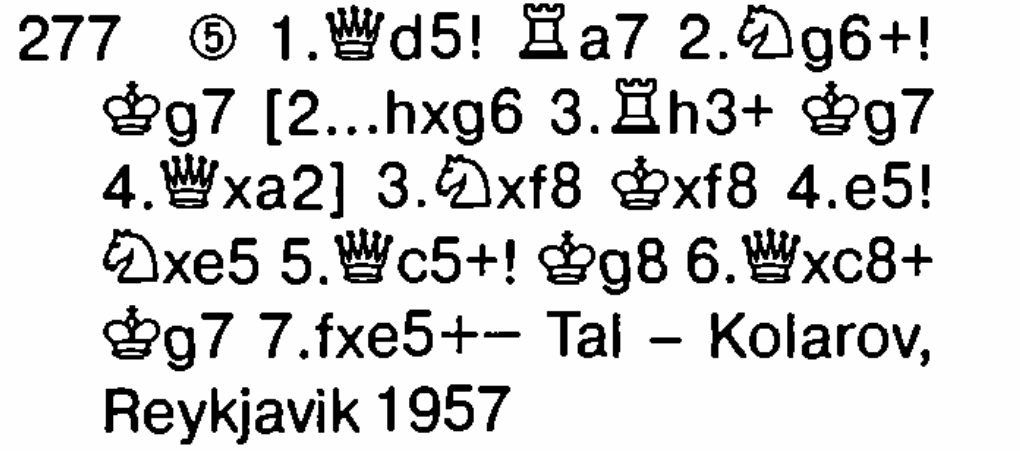 277 ⑤ 1.♕d5! ♖a7 2.♘g6+!
♔g7 [2...hxg6 3.♖h3+ ♔g7
4.♕xa2] 3.♘xf8 ♔xf8 4.e5!
♘xe5 5.♕c5+! ♔g8 6.♕xc8+
♔g7 7.fxe5+− Tal – Kolarov,
Reykjavik 1957